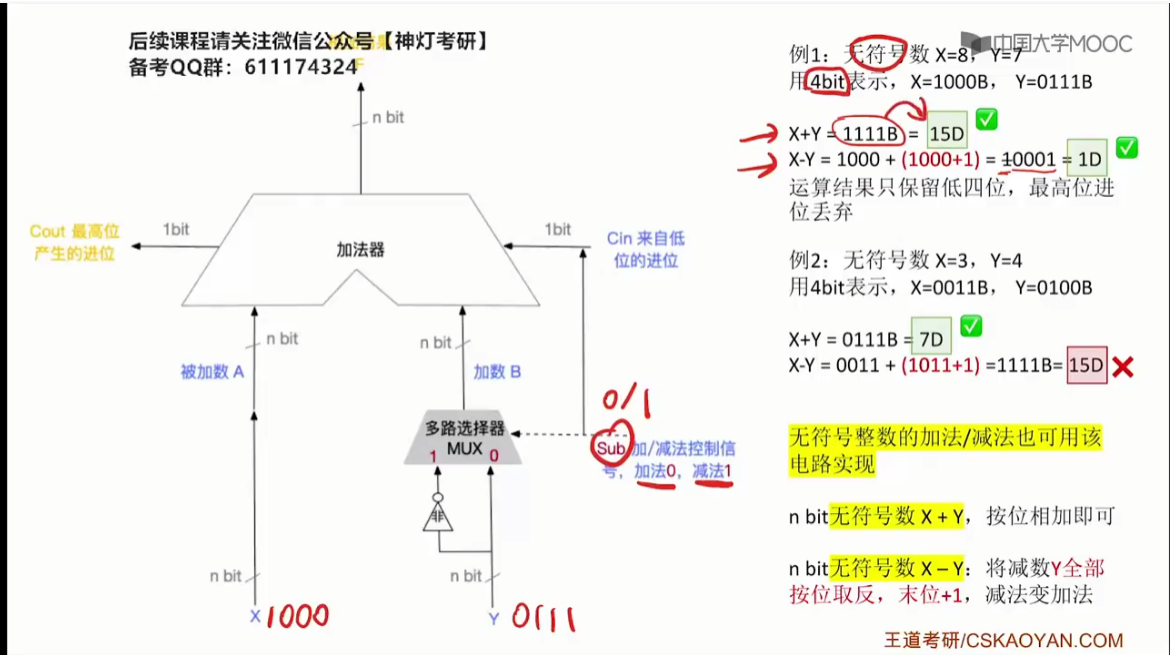 后续课程请关注微信公众号【神灯考研】
备考QQ群：611174324
n bit
Cout 最高位
产生的进位
1bit
加法器
1bit
Cin 来自低
位的进位
n bit
被加数 A
n bit
加数 B
0/1
多路选择器
MUX
1
0
Sub 加/减法控制信
号，加法0，减法1
非
n bit
n bit
X 1000
Y 0111
中国大学MOOC
例1：无符号数 X=8，Y=7
用4bit表示，X=1000B， Y=0111B
X+Y = 1111B = 15D
X-Y = 1000 + (1000+1) = 10001 = 1D
运算结果只保留低四位，最高位进
位丢弃
例2：无符号数 X=3，Y=4
用4bit表示，X=0011B， Y=0100B
X+Y = 0111B = 7D
X-Y = 0011 + (1011+1) =1111B= 15D
无符号整数的加法/减法也可用该
电路实现
n bit无符号数 X + Y，按位相加即可
n bit无符号数 X – Y：将减数Y全部
按位取反，末位+1，减法变加法
王道考研/CSKAOYAN.COM